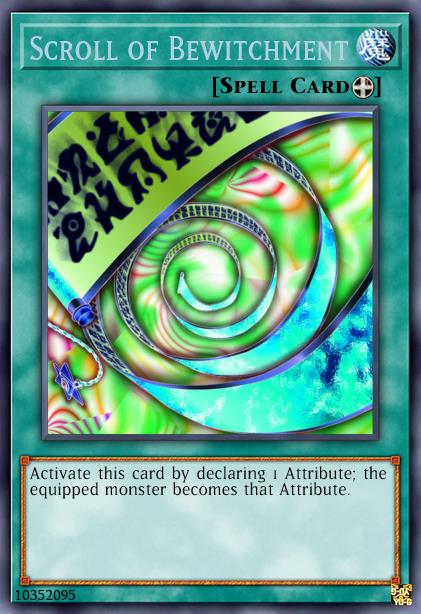 Scroll of Bewitchment
[Spell Card]
Activate this card by declaring 1 Attribute; the
equipped monster becomes that Attribute.
10352095